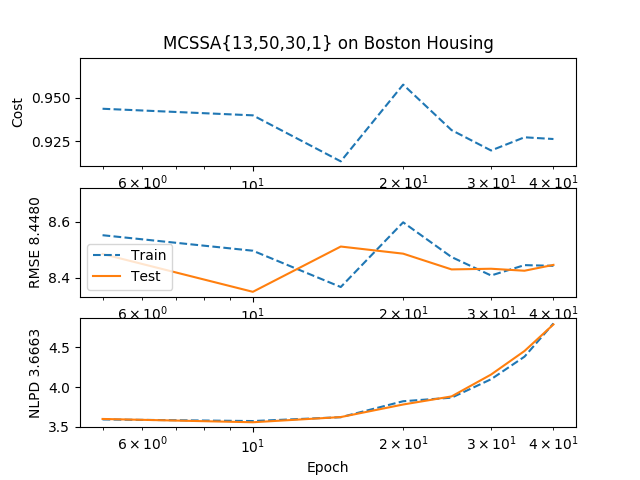 MCSSA{13,50,30,1} on Boston Housing
Cost
0.950
0.925
6 × 10⁰ 10¹ 2 × 10¹ 3 × 10¹ 4 × 10¹
RMSE 8.4480
8.6
8.4
Train
Test
6 × 10⁰ 10¹ 2 × 10¹ 3 × 10¹ 4 × 10¹
NLPD 3.6663
4.5
4.0
3.5
6 × 10⁰ 10¹ 2 × 10¹ 3 × 10¹ 4 × 10¹
Epoch